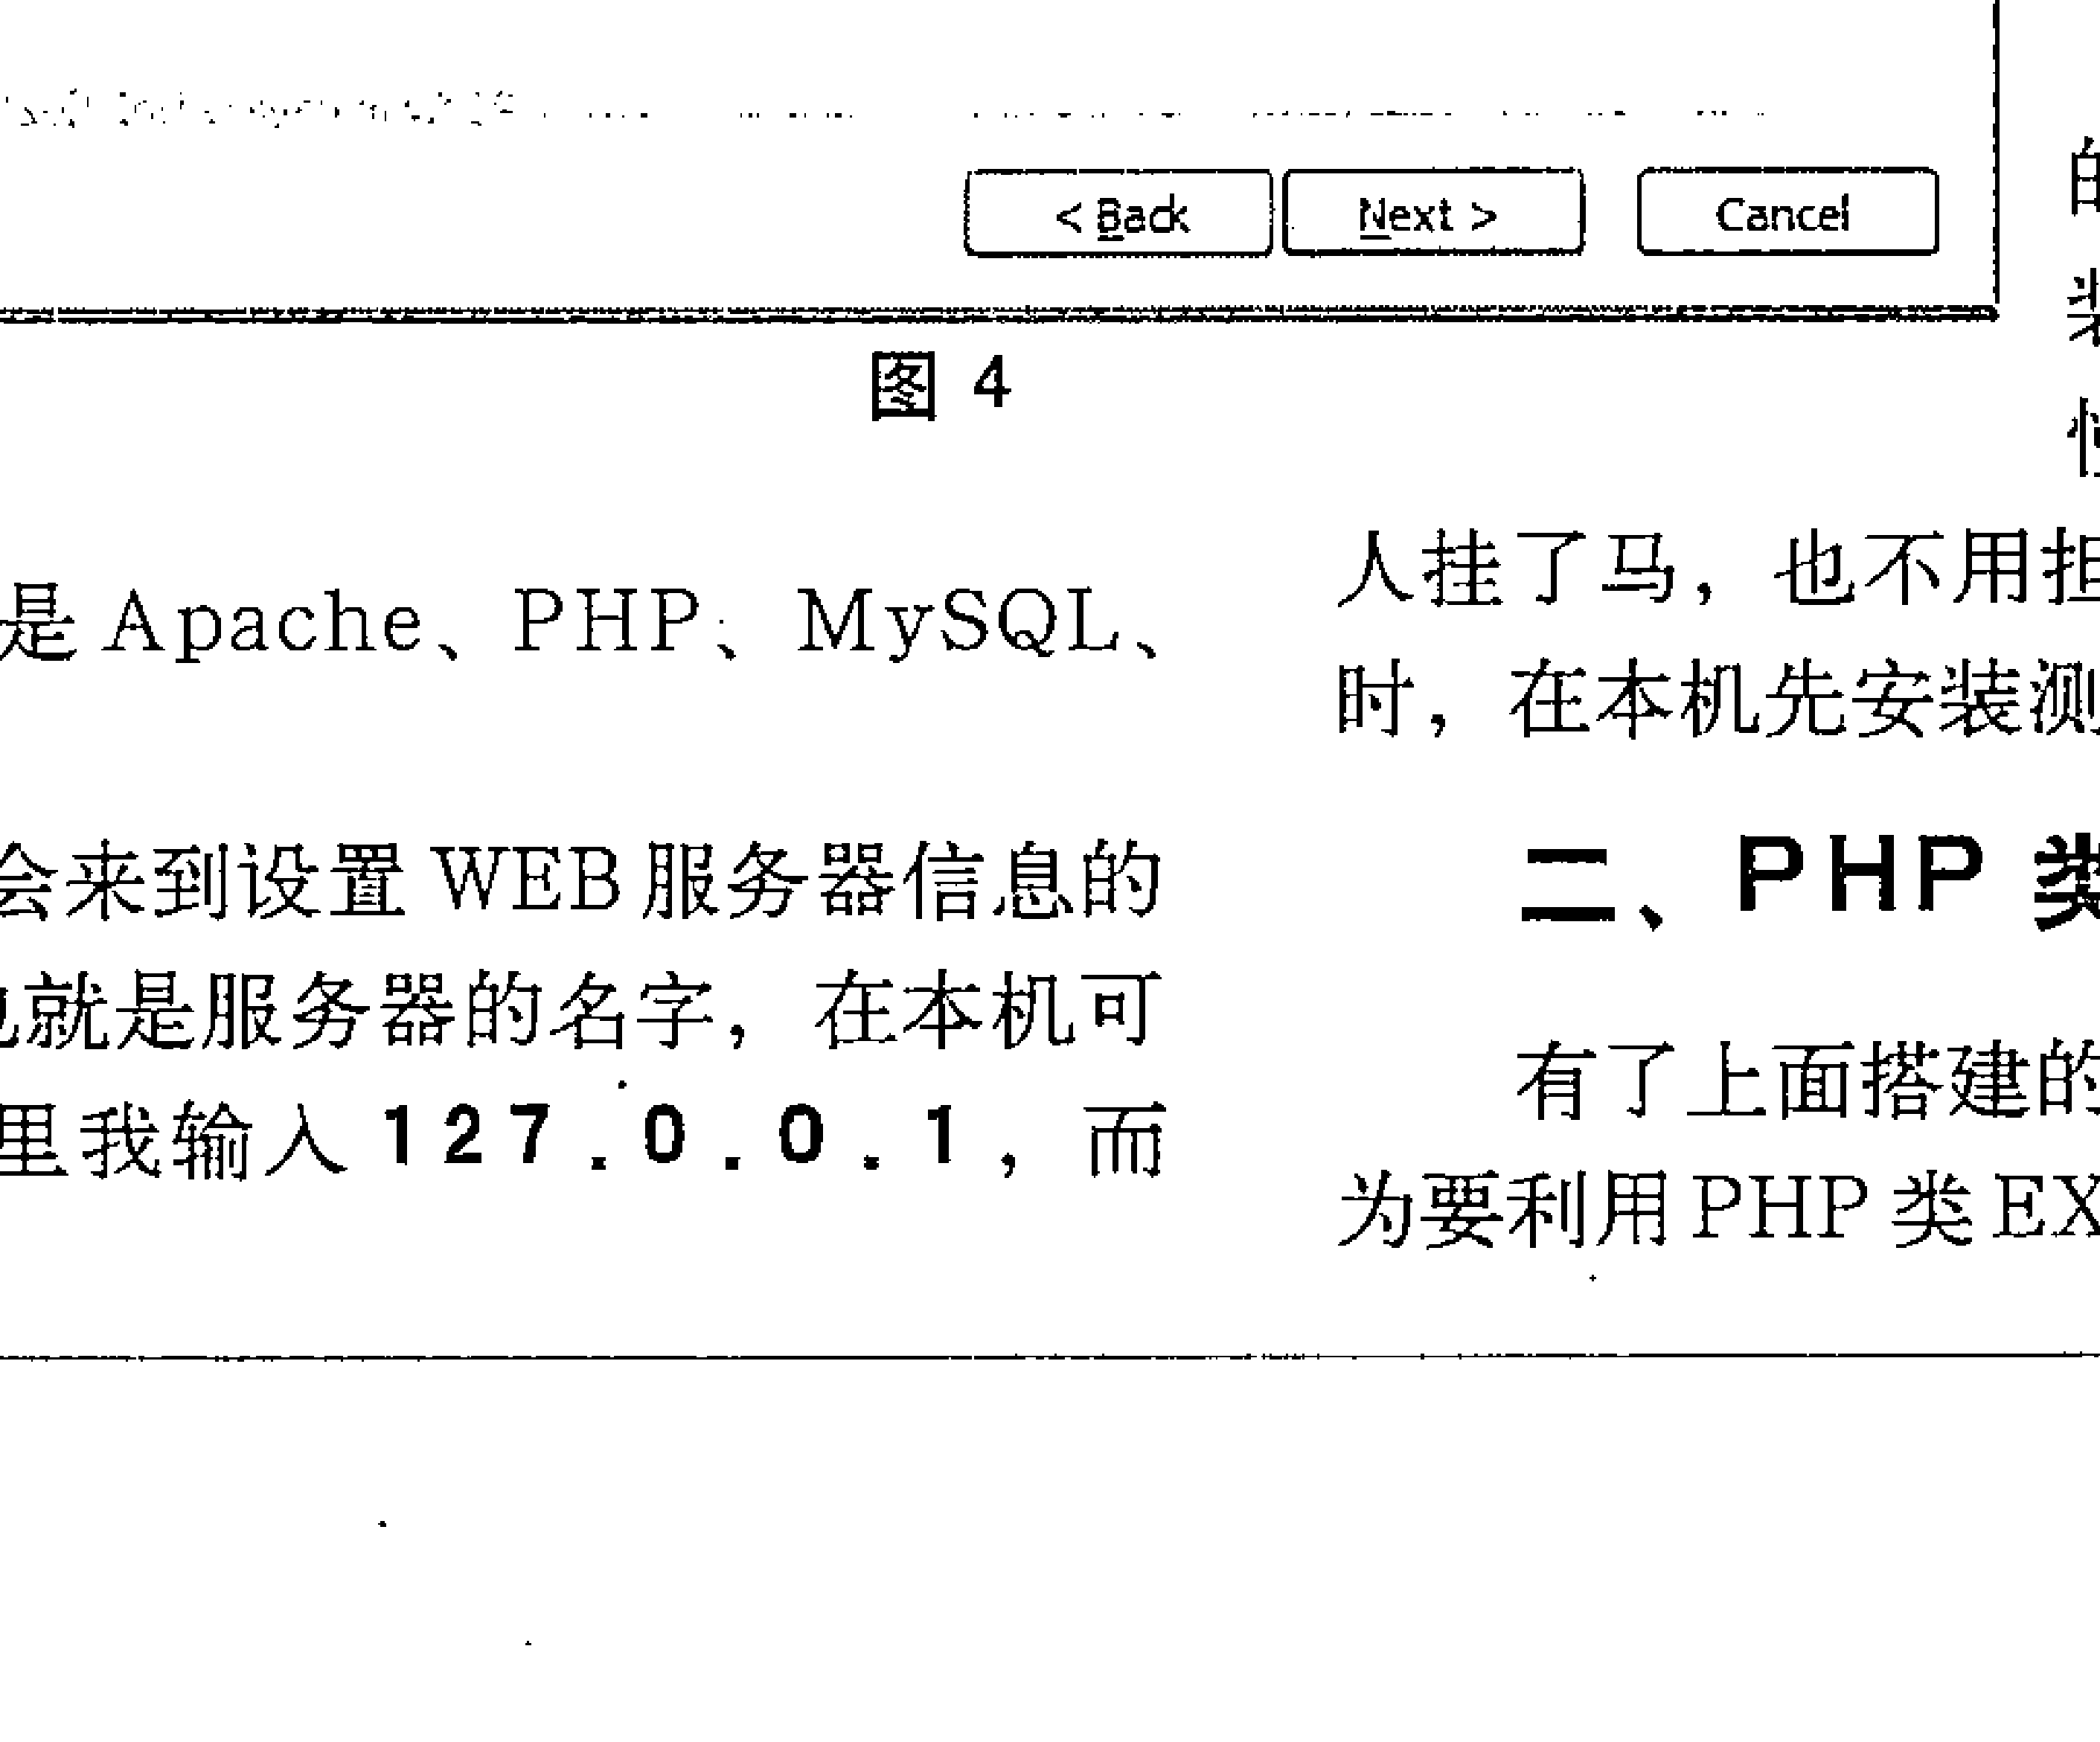 < Back Next > Cancel
图 4
是 Apache、PHP、MySQL、
会来到设置 WEB 服务器信息的
也就是服务器的名字，在本机可
里我输入 127.0.0.1，而
的
装
人挂了马，也不用担
时，在本机先安装测
二、PHP 类
有了上面搭建的
为要利用 PHP 类 EX